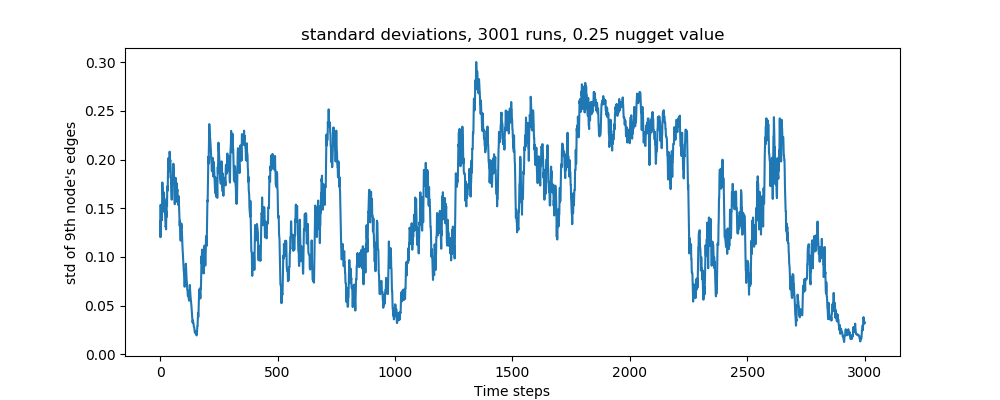 standard deviations, 3001 runs, 0.25 nugget value
std of 9th node's edges
0.30
0.25
0.20
0.15
0.10
0.05
0.00
0 500 1000 1500 2000 2500 3000
Time steps